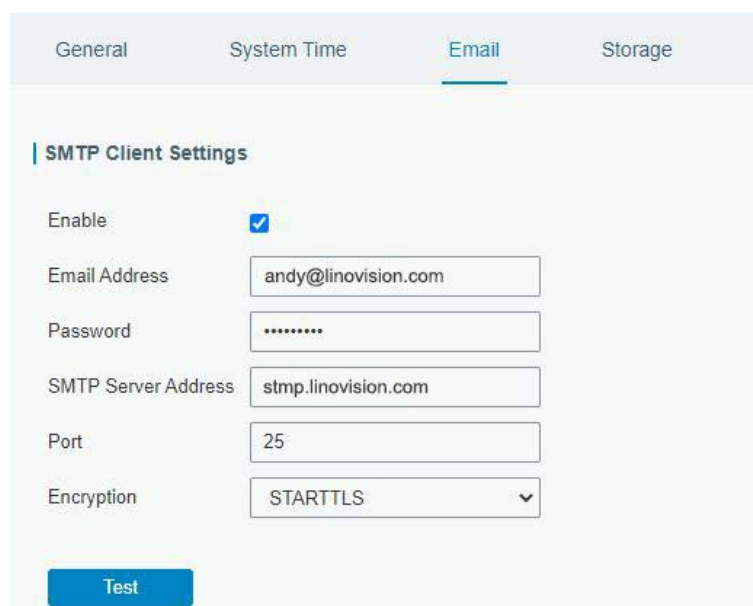 General System Time Email Storage
SMTP Client Settings
Enable
Email Address andy@linovision.com
Password •••••••••
SMTP Server Address stmp.linovision.com
Port 25
Encryption STARTTLS
Test